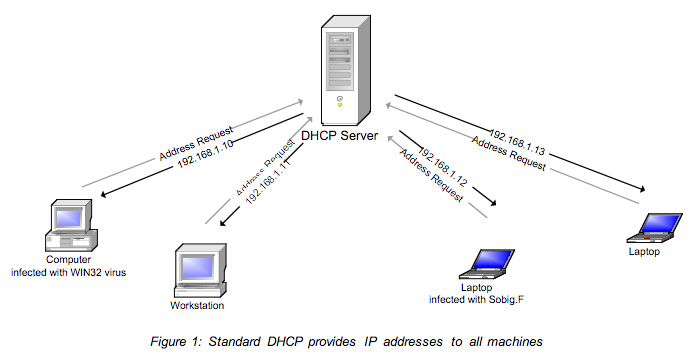 DHCP Server
Address Request
192.168.1.10
Address Request
192.168.1.11
192.168.1.12
Address Request
192.168.1.13
Address Request
Computer
infected with WIN32 virus
Workstation
Laptop
infected with Sobig.F
Laptop
Figure 1: Standard DHCP provides IP addresses to all machines